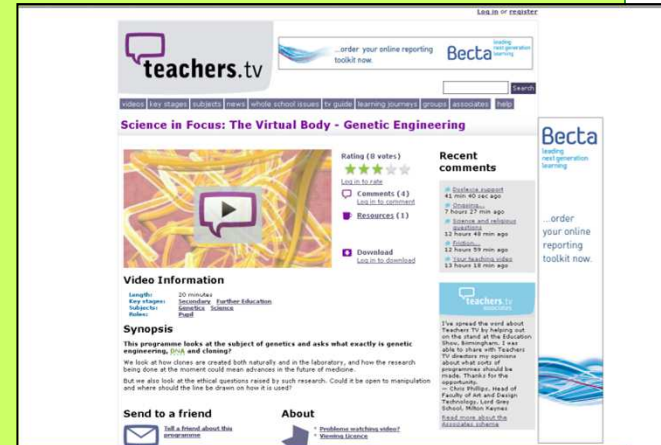 Log in or register
teachers.tv
...order your online reporting
toolkit now.
Becta
leading
next generation
learning
Search
videos key stages subjects news whole school issues tv guide learning journeys groups associates help
Science in Focus: The Virtual Body - Genetic Engineering
Rating (8 votes)
Log in to rate
Comments (4)
Log in to comment
Resources (1)
Download
Log in to download
Recent
comments
Dyslexia support
41 min 40 sec ago
Ongoing...
7 hours 27 min ago
Science and religious
questions
12 hours 48 min ago
Friction...
12 hours 59 min ago
Your teaching video
13 hours 18 min ago
Becta
leading
next generation
learning
...order
your online
reporting
toolkit now.
Video Information
Length: 20 minutes
Key stages: Secondary Further Education
Subjects: Genetics Science
Roles: Pupil
Synopsis
This programme looks at the subject of genetics and asks what exactly is genetic
engineering, DNA and cloning?
We look at how clones are created both naturally and in the laboratory, and how the research
being done at the moment could mean advances in the future of medicine.
But we also look at the ethical questions raised by such research. Could it be open to manipulation
and where should the line be drawn on how it is used?
teachers.tv
associates
I've spread the word about
Teachers TV by helping out
on the stand at the Education
Show, Birmingham. I was
able to share with Teachers
TV directors my opinions
about what sorts of
programmes should be
made. Thanks for the
opportunity.
— Chris Phillips, Head of
Faculty of Art and Design
Technology, Lord Grey
School, Milton Keynes
Read more about the
Associates scheme
Send to a friend
Tell a friend about this
programme
About
Problems watching video?
Viewing Licence